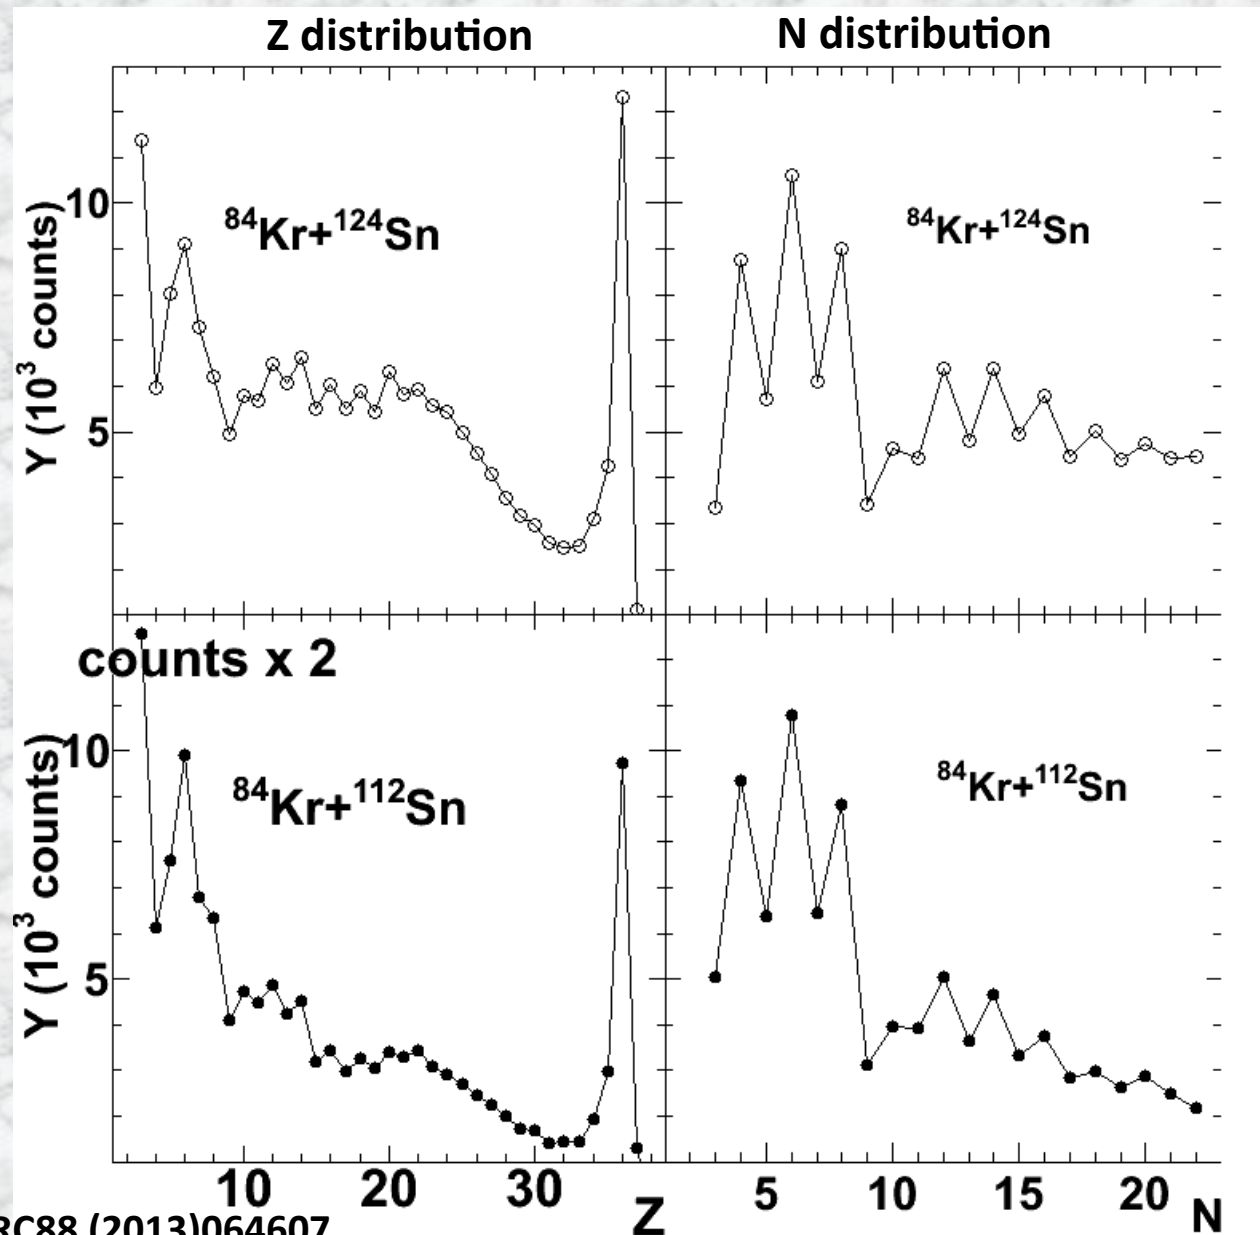 Z distribution
N distribution
Y (10³ counts)
10
5
⁸⁴Kr+¹²⁴Sn
⁸⁴Kr+¹²⁴Sn
counts x 2
Y (10³ counts)
10
5
⁸⁴Kr+¹¹²Sn
⁸⁴Kr+¹¹²Sn
10 20 30 Z
5 10 15 20 N
RC88 (2013)064607